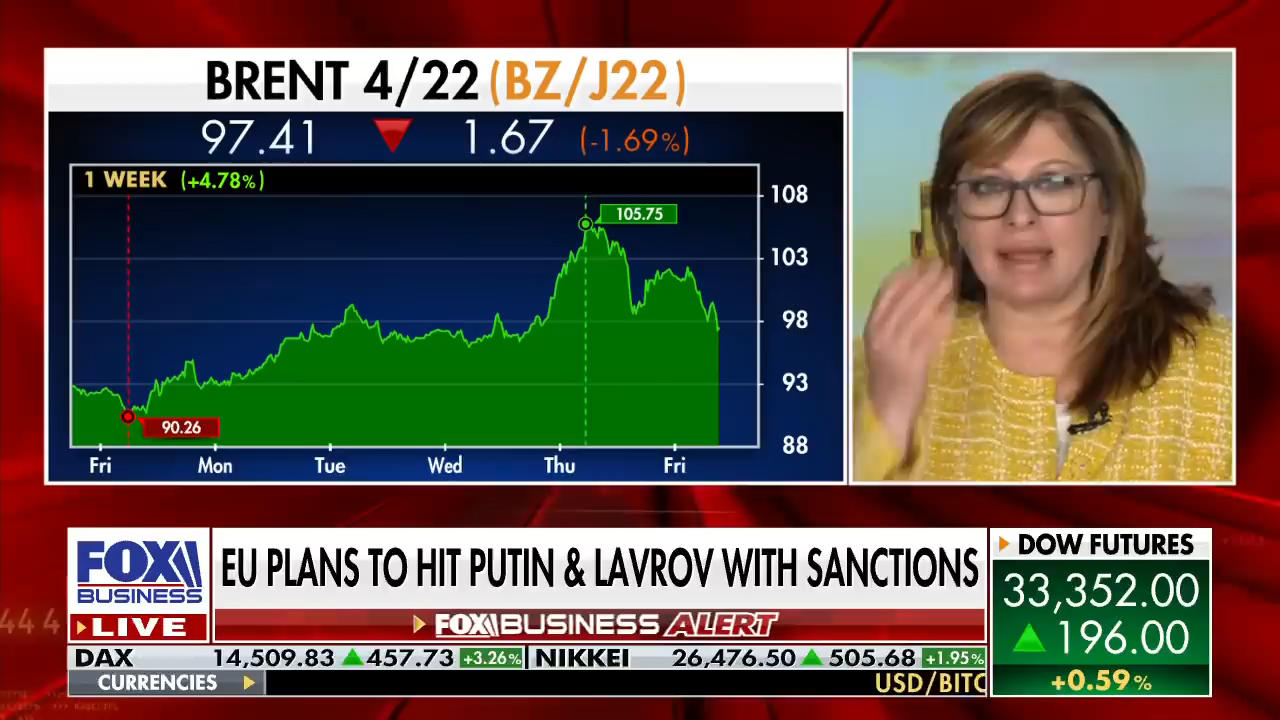 BRENT 4/22 (BZ/J22)
97.41 ▼ 1.67 (-1.69%)
1 WEEK (+4.78%)
108
105.75
103
98
93
90.26
88
Fri Mon Tue Wed Thu Fri
FOX BUSINESS
LIVE
EU PLANS TO HIT PUTIN & LAVROV WITH SANCTIONS
FOX BUSINESS ALERT
DOW FUTURES
33,352.00
▲ 196.00
+0.59%
DAX 14,509.83 ▲ 457.73 +3.26% NIKKEI 26,476.50 ▲ 505.68 +1.95%
CURRENCIES USD/BITC